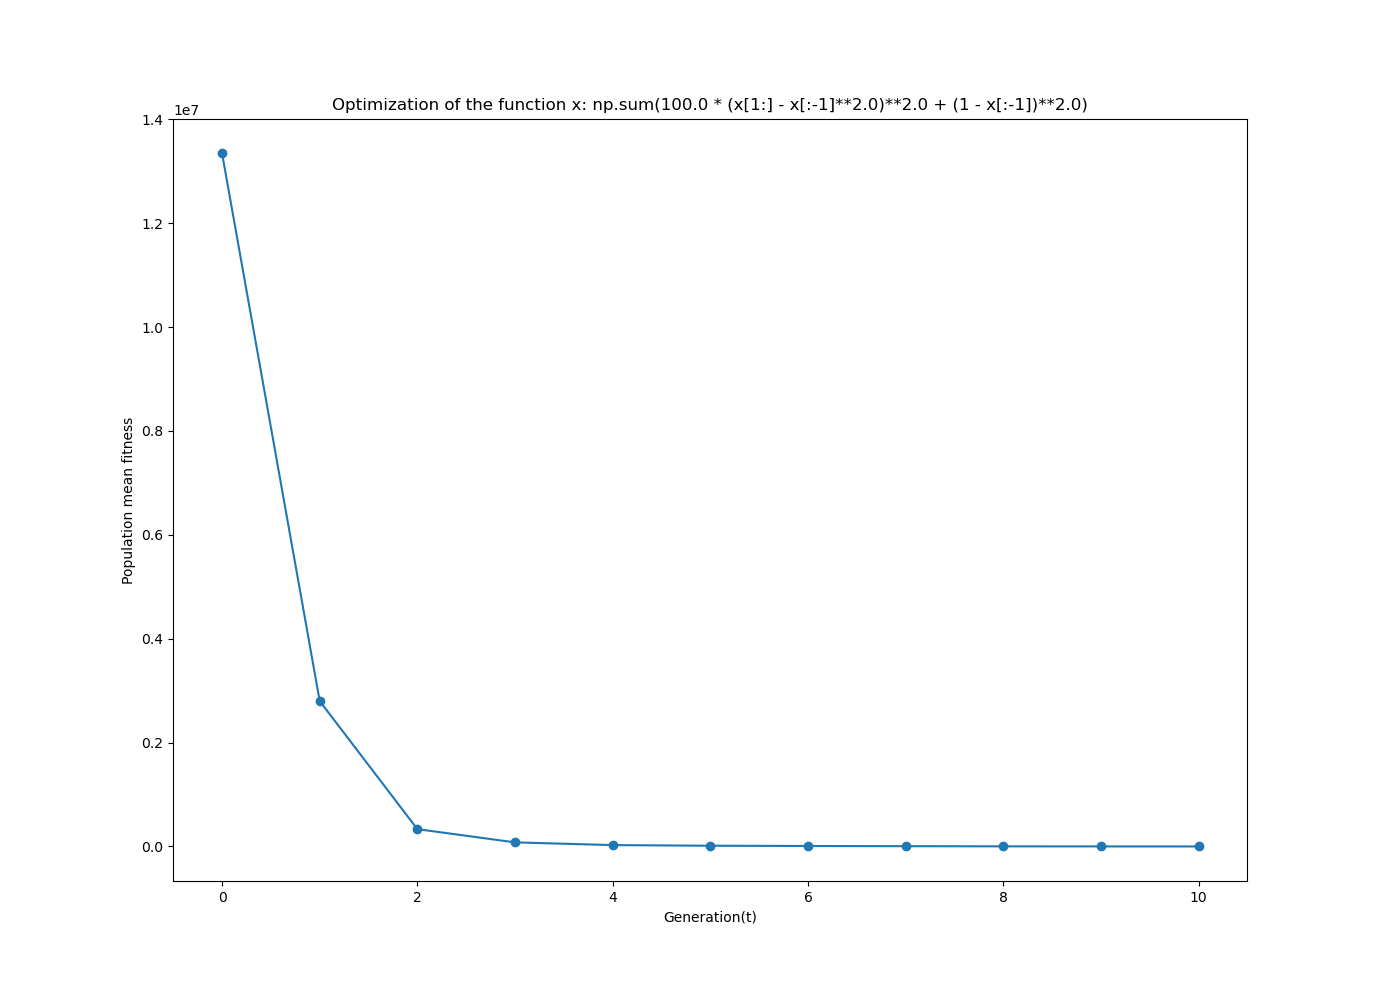 Optimization of the function x: np.sum(100.0 * (x[1:] - x[:-1]**2.0)**2.0 + (1 - x[:-1])**2.0)
1e7
1.4
1.2
1.0
0.8
0.6
0.4
0.2
0.0
Population mean fitness
0 2 4 6 8 10
Generation(t)